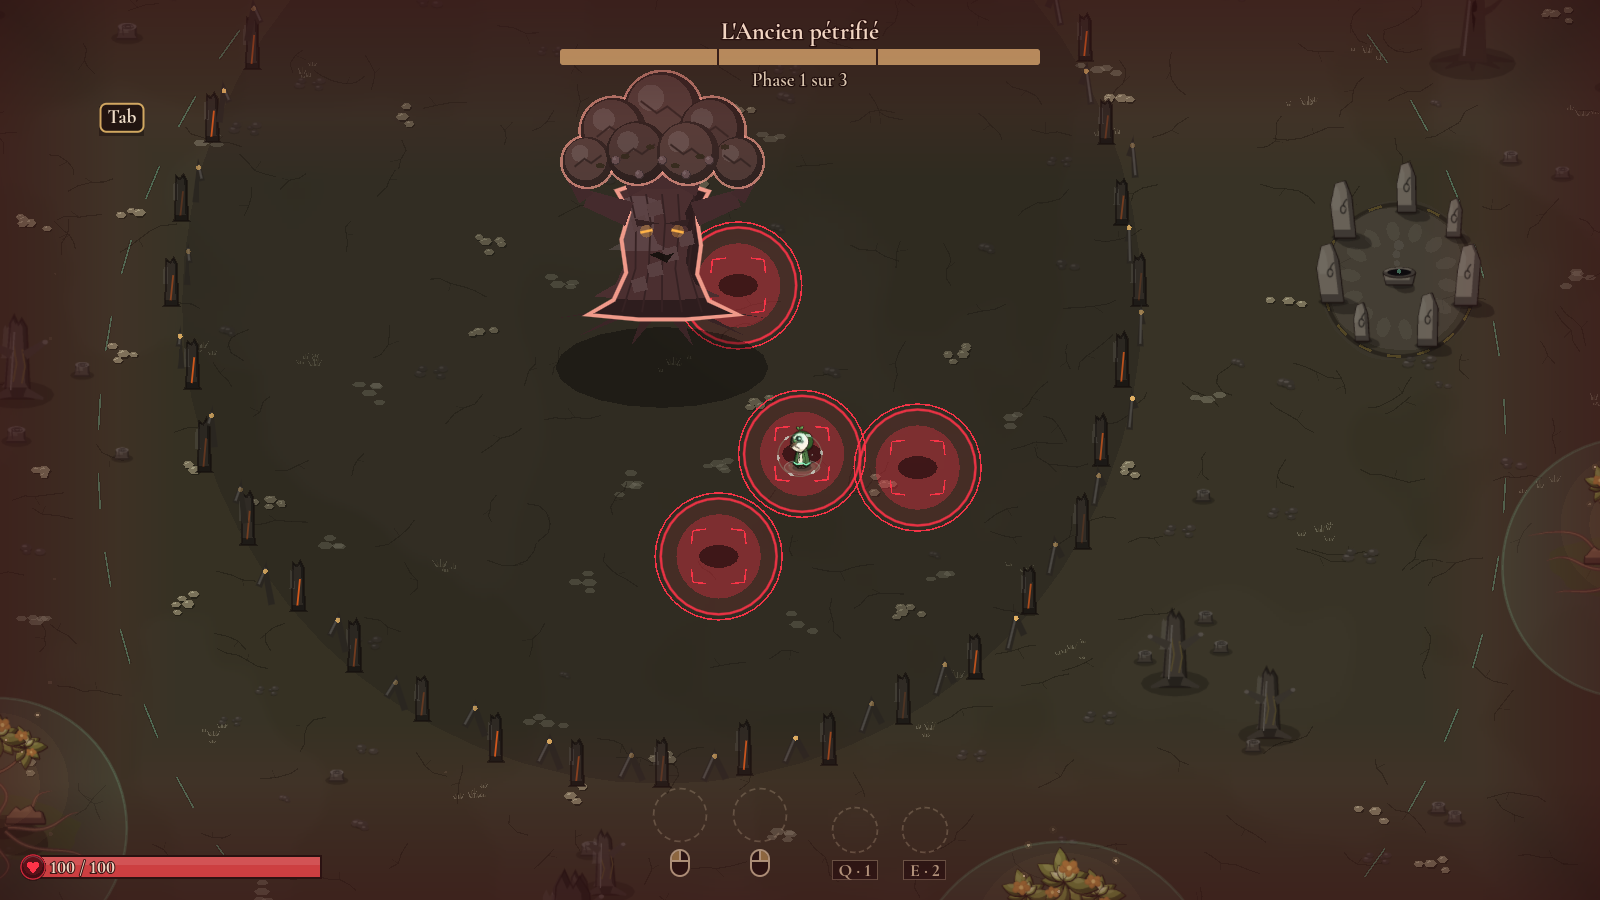 L'Ancien pétrifié
Phase 1 sur 3
Tab
100 / 100
Q · 1
E · 2